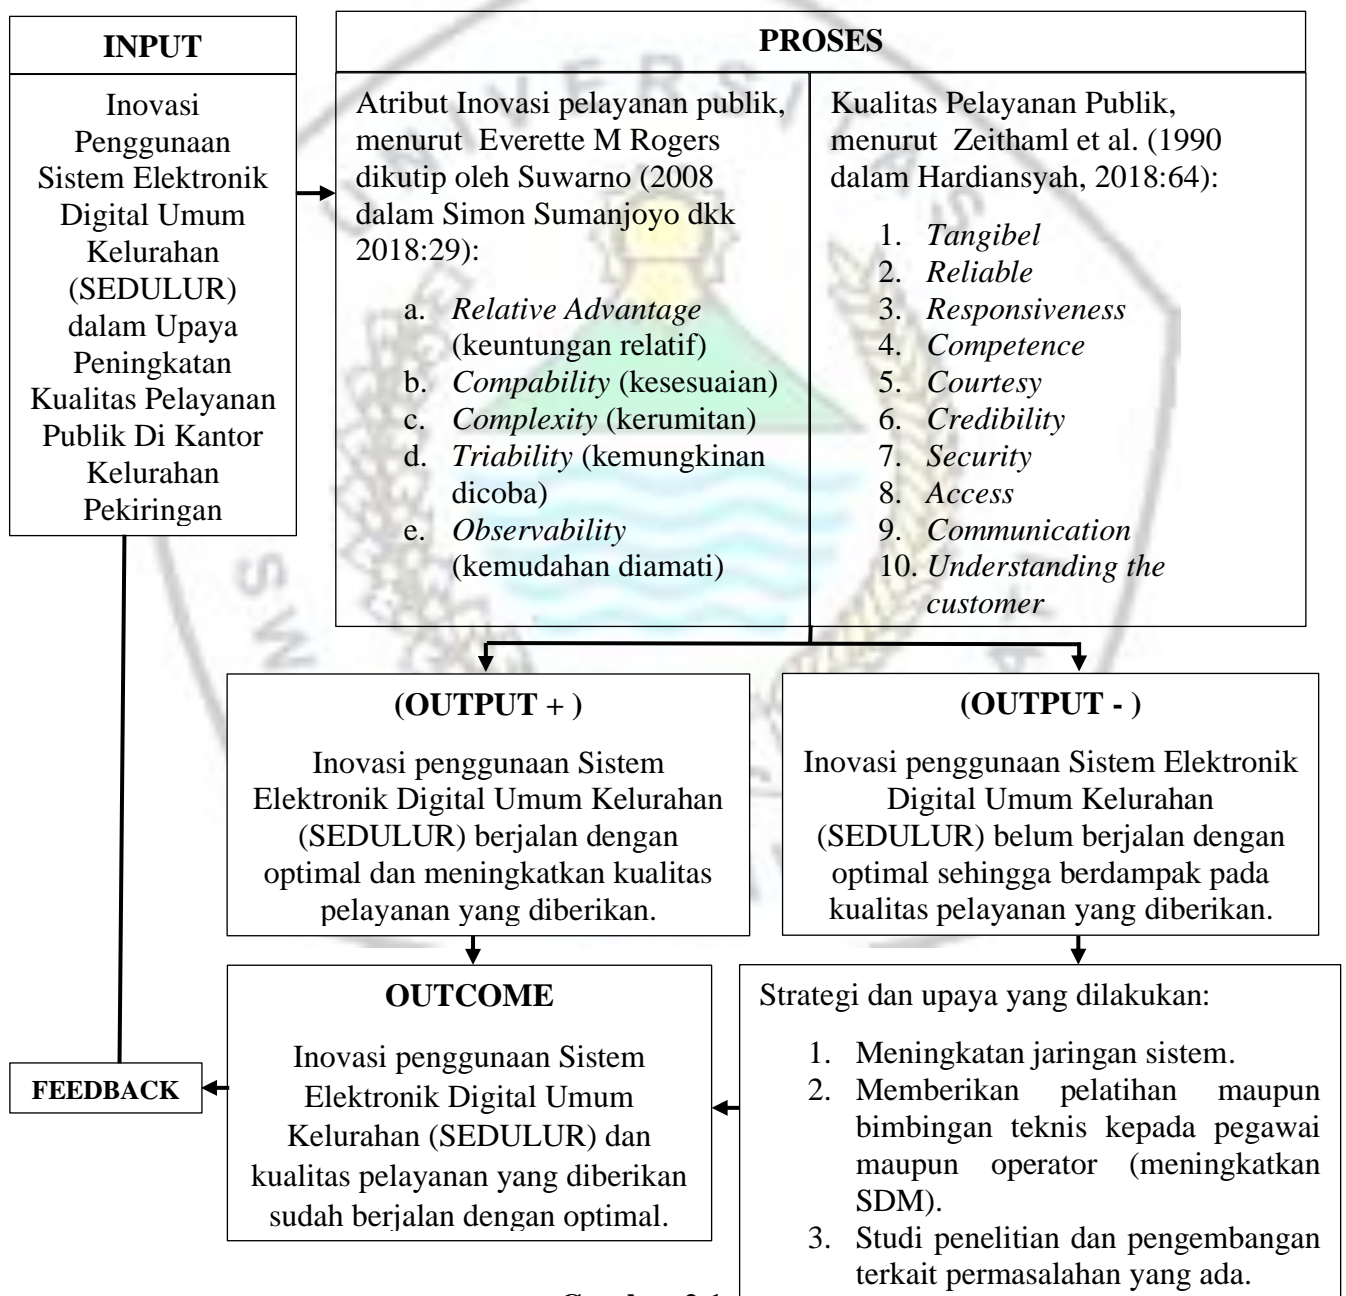 INPUT
Inovasi
Penggunaan
Sistem Elektronik
Digital Umum
Kelurahan
(SEDULUR)
dalam Upaya
Peningkatan
Kualitas Pelayanan
Publik Di Kantor
Kelurahan
Pekiringan
PROSES
Atribut Inovasi pelayanan publik,
menurut Everette M Rogers
dikutip oleh Suwarno (2008
dalam Simon Sumanjoyo dkk
2018:29):
a. Relative Advantage
(keuntungan relatif)
b. Compability (kesesuaian)
c. Complexity (kerumitan)
d. Triability (kemungkinan
dicoba)
e. Observability
(kemudahan diamati)
Kualitas Pelayanan Publik,
menurut Zeithaml et al. (1990
dalam Hardiansyah, 2018:64):
1. Tangibel
2. Reliable
3. Responsiveness
4. Competence
5. Courtesy
6. Credibility
7. Security
8. Access
9. Communication
10. Understanding the
customer
(OUTPUT + )
Inovasi penggunaan Sistem
Elektronik Digital Umum Kelurahan
(SEDULUR) berjalan dengan
optimal dan meningkatkan kualitas
pelayanan yang diberikan.
(OUTPUT - )
Inovasi penggunaan Sistem Elektronik
Digital Umum Kelurahan
(SEDULUR) belum berjalan dengan
optimal sehingga berdampak pada
kualitas pelayanan yang diberikan.
OUTCOME
Inovasi penggunaan Sistem
Elektronik Digital Umum
Kelurahan (SEDULUR) dan
kualitas pelayanan yang diberikan
sudah berjalan dengan optimal.
Strategi dan upaya yang dilakukan:
1. Meningkatan jaringan sistem.
2. Memberikan pelatihan maupun
bimbingan teknis kepada pegawai
maupun operator (meningkatkan
SDM).
3. Studi penelitian dan pengembangan
terkait permasalahan yang ada.
FEEDBACK
UNIVERSITAS